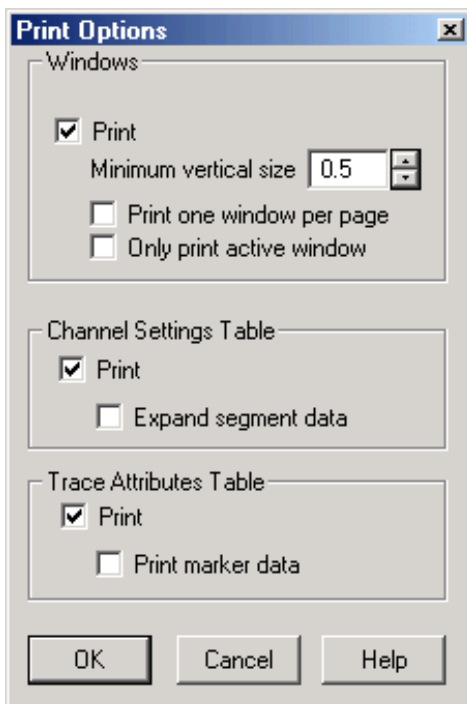 Print Options
Windows
Print
Minimum vertical size 0.5
Print one window per page
Only print active window
Channel Settings Table
Print
Expand segment data
Trace Attributes Table
Print
Print marker data
OK Cancel Help